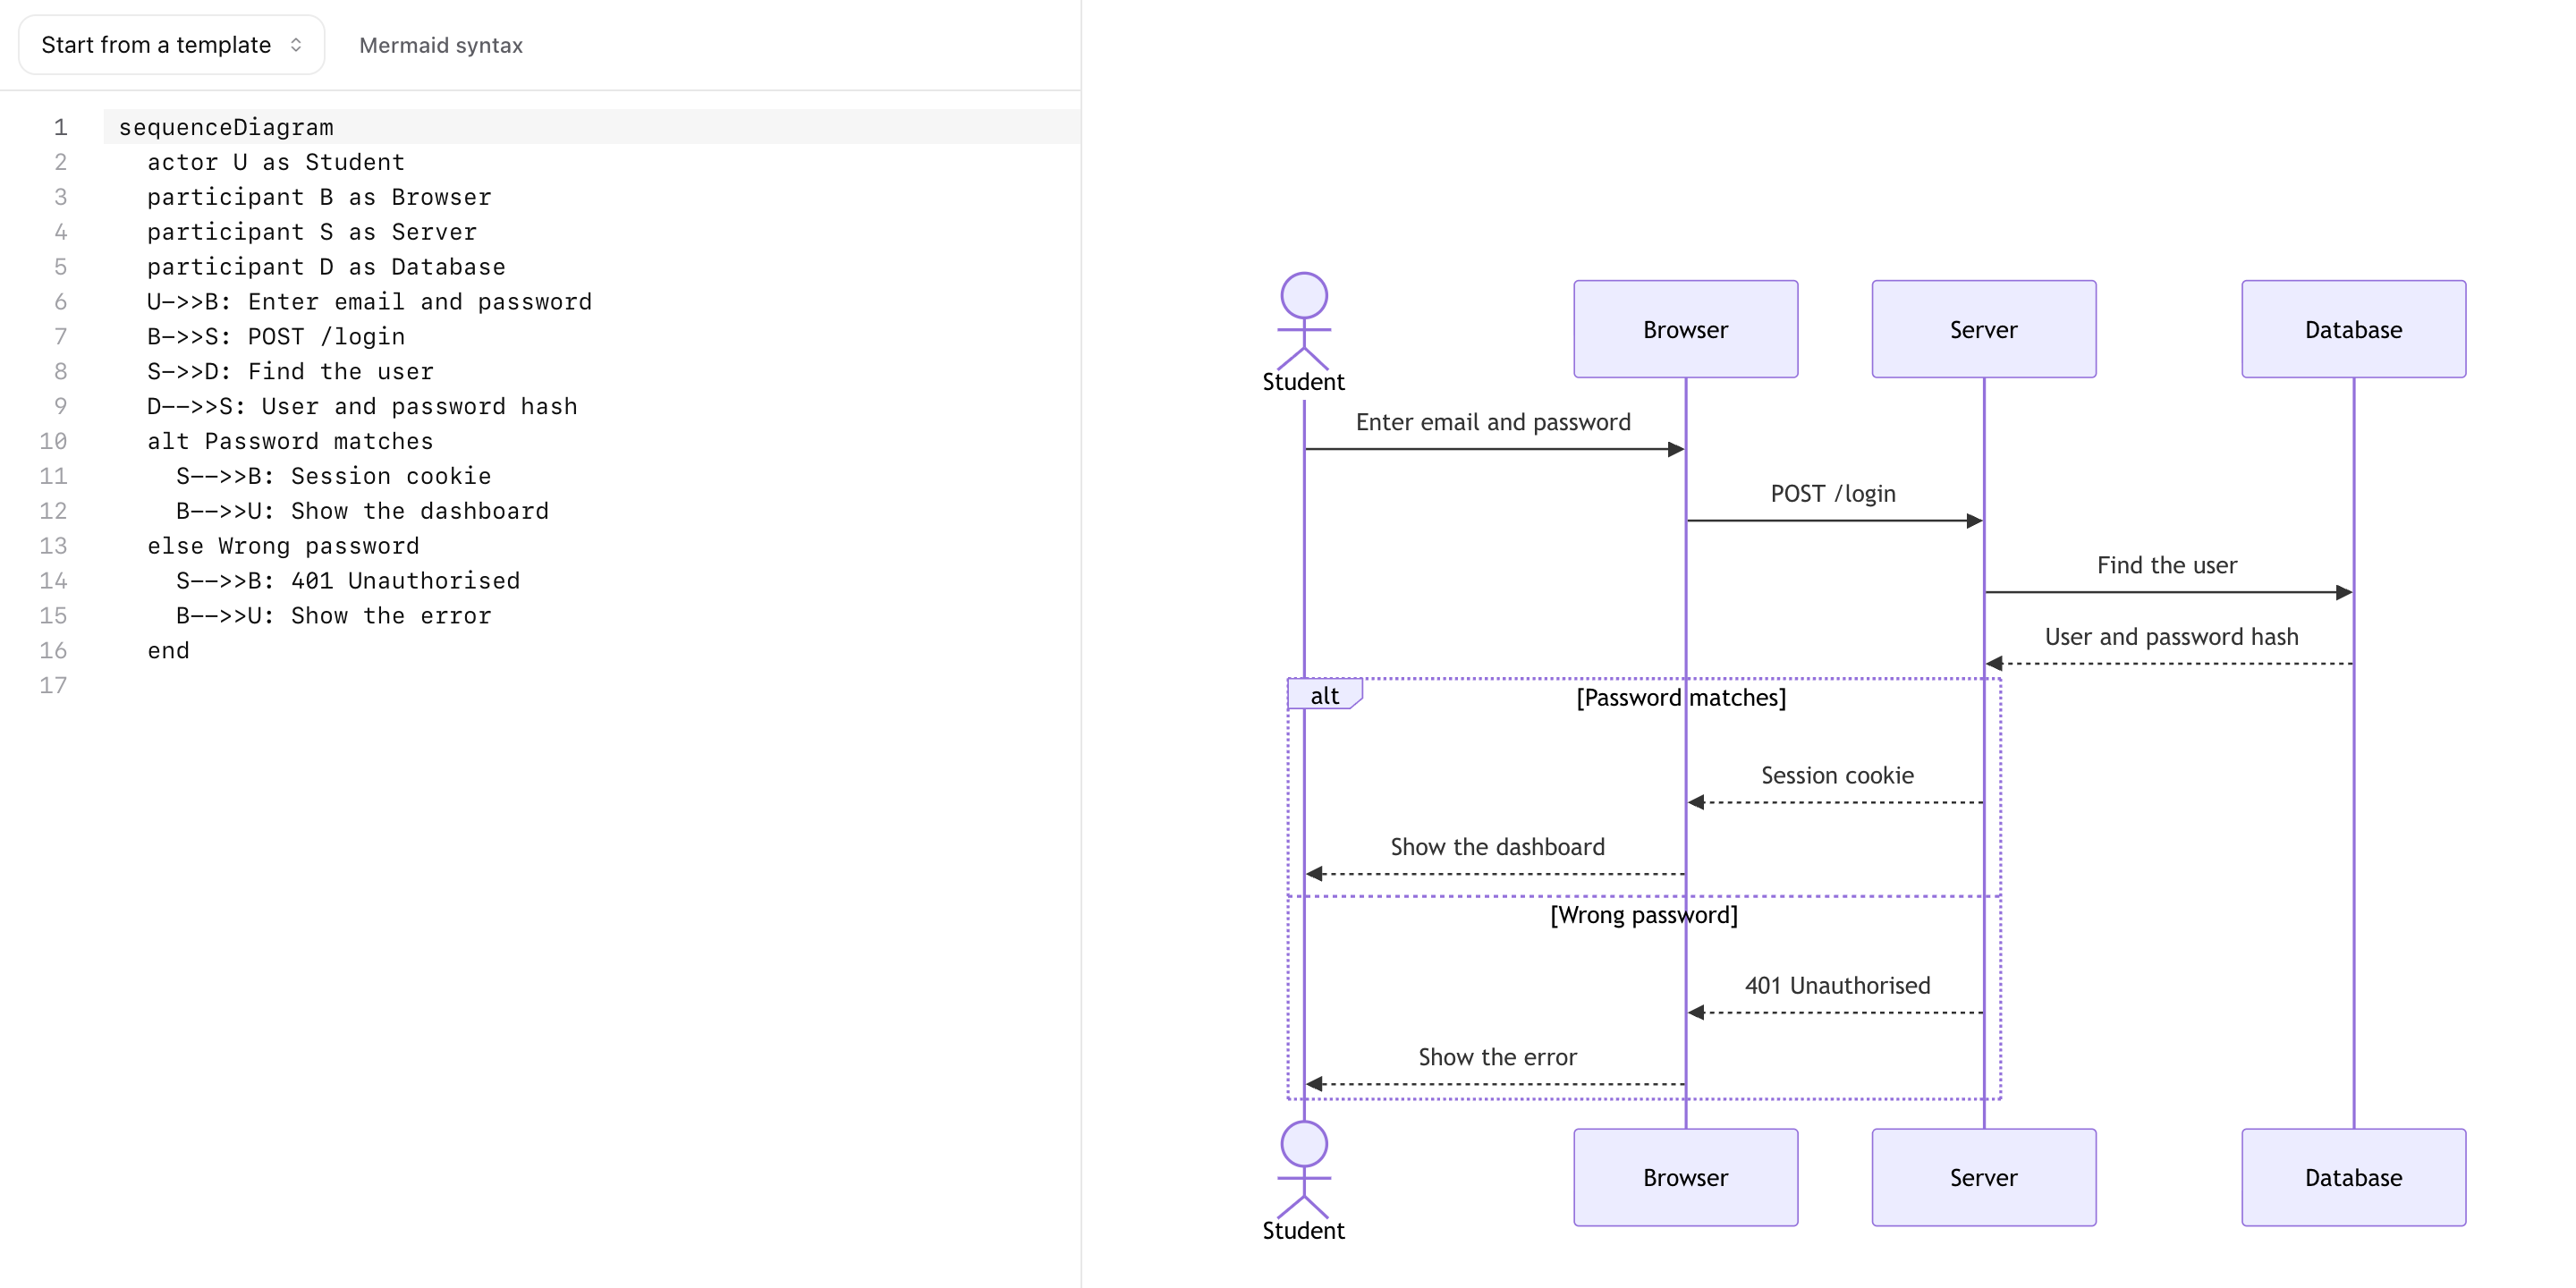 Start from a template
Mermaid syntax
1 sequenceDiagram
2 actor U as Student
3 participant B as Browser
4 participant S as Server
5 participant D as Database
6 U->>B: Enter email and password
7 B->>S: POST /login
8 S->>D: Find the user
9 D-->>S: User and password hash
10 alt Password matches
11 S-->>B: Session cookie
12 B-->>U: Show the dashboard
13 else Wrong password
14 S-->>B: 401 Unauthorised
15 B-->>U: Show the error
16 end
17
Student
Browser
Server
Database
Enter email and password
POST /login
Find the user
User and password hash
alt
[Password matches]
Session cookie
Show the dashboard
[Wrong password]
401 Unauthorised
Show the error
Student
Browser
Server
Database